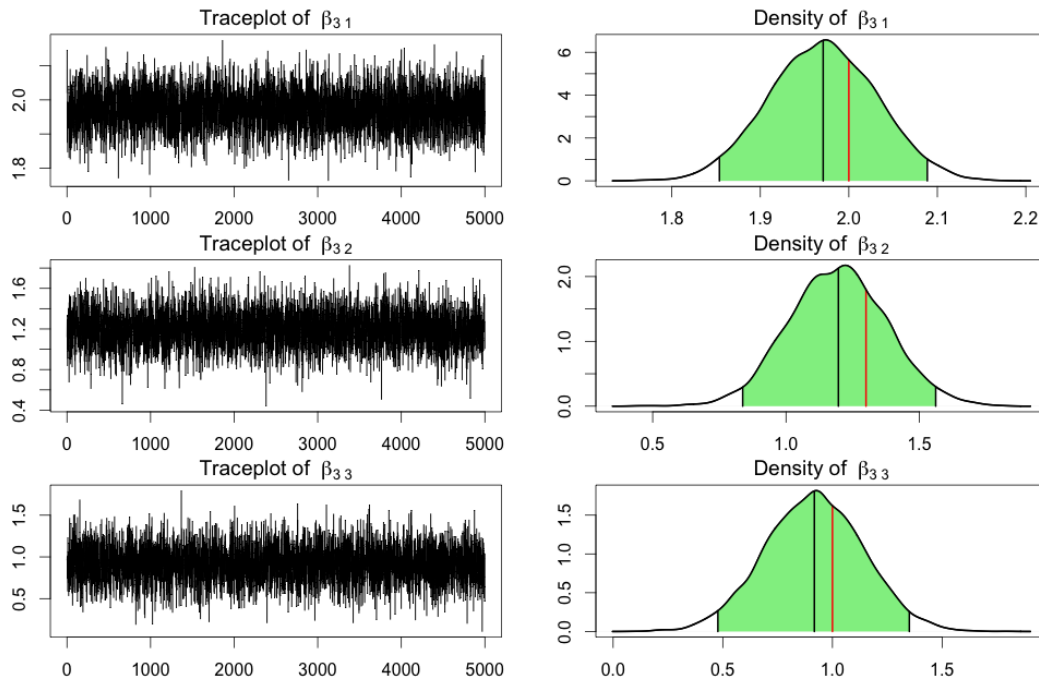 Traceplot of β3 1
1.8 2.0
0 1000 2000 3000 4000 5000
Density of β3 1
0 2 4 6
1.8 1.9 2.0 2.1 2.2
Traceplot of β3 2
0.4 0.8 1.2 1.6
0 1000 2000 3000 4000 5000
Density of β3 2
0.0 1.0 2.0
0.5 1.0 1.5
Traceplot of β3 3
0.5 1.0 1.5
0 1000 2000 3000 4000 5000
Density of β3 3
0.0 0.5 1.0 1.5
0.0 0.5 1.0 1.5